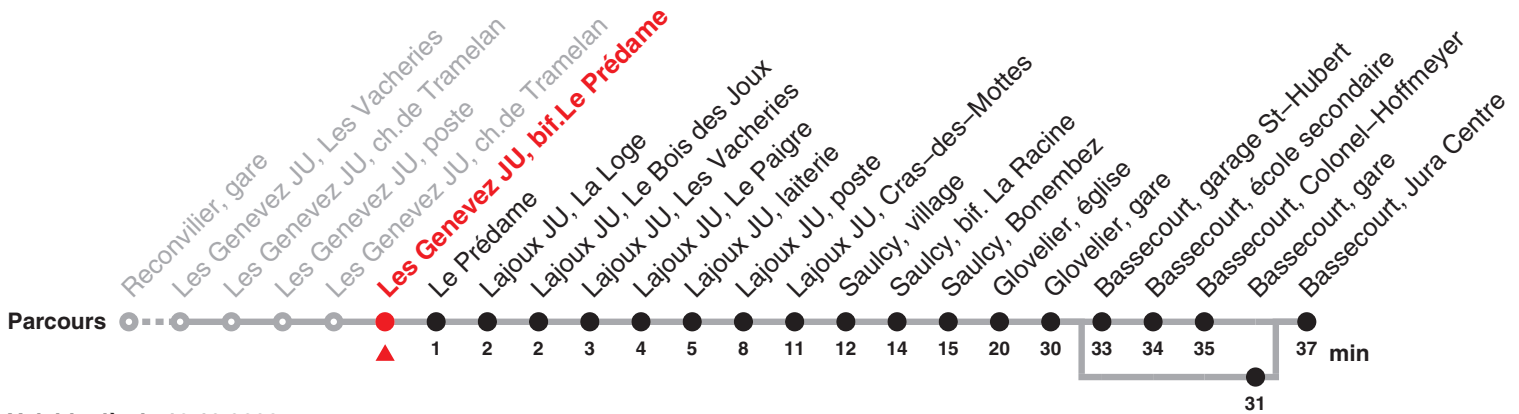 Reconvilier, gare
Les Genevez JU, Les Vacheries
Les Genevez JU, ch.de Tramelan
Les Genevez JU, poste
Les Genevez JU, ch.de Tramelan
Les Genevez JU, bif.Le Prédame
Le Prédame
Lajoux JU, La Loge
Lajoux JU, Le Bois des Joux
Lajoux JU, Les Vacheries
Lajoux JU, Le Paigre
Lajoux JU, laiterie
Lajoux JU, poste
Lajoux JU, Cras–des–Mottes
Saulcy, village
Saulcy, bif. La Racine
Saulcy, Bonembez
Glovelier, église
Glovelier, gare
Bassecourt, garage St–Hubert
Bassecourt, école secondaire
Bassecourt, Colonel–Hoffmeyer
Bassecourt, gare
Bassecourt, Jura Centre
Parcours
1 2 2 3 4 5 8 11 12 14 15 20 30 33 34 35 37 min
31